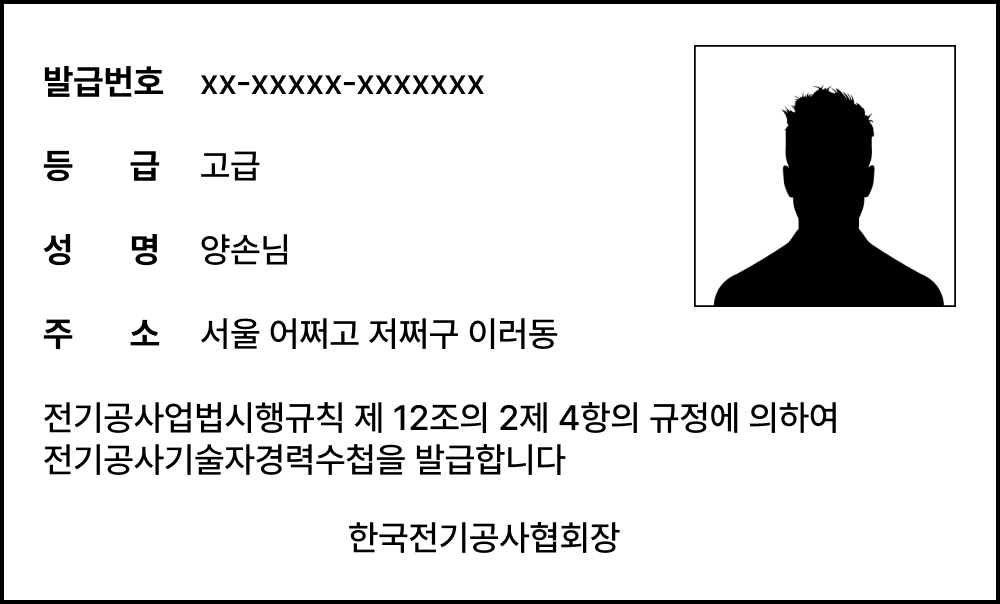 발급번호 xx-xxxxx-xxxxxxx
등 급 고급
성 명 양손님
주 소 서울 어쩌고 저쩌구 이러동
전기공사업법시행규칙 제 12조의 2제 4항의 규정에 의하여
전기공사기술자경력수첩을 발급합니다
한국전기공사협회장